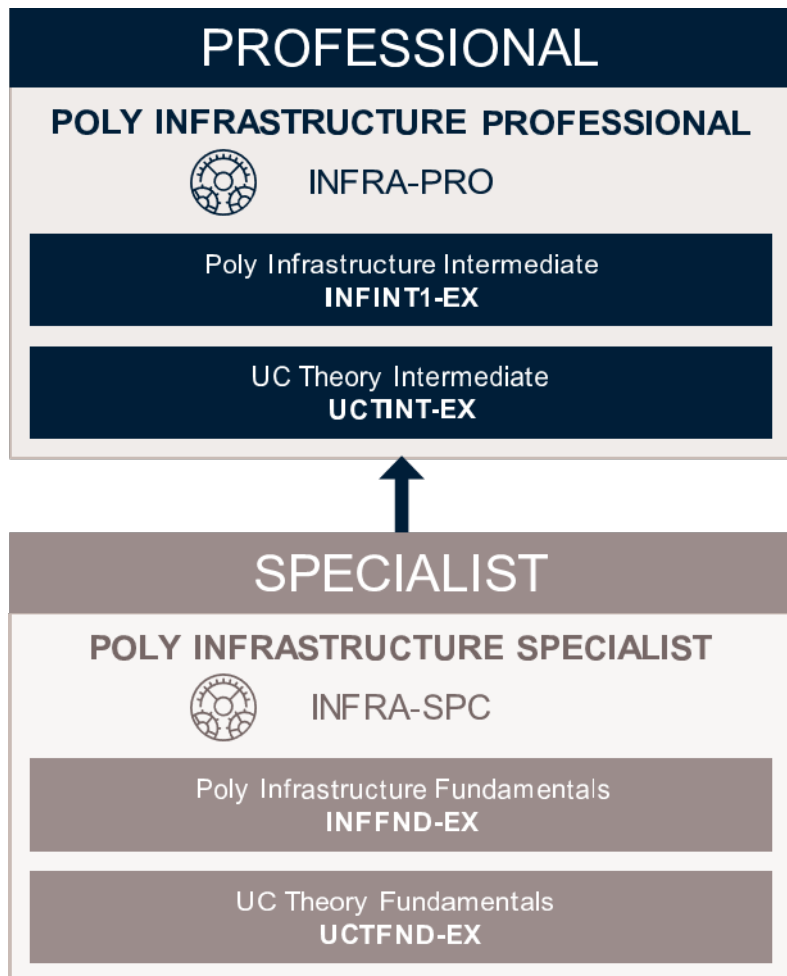 PROFESSIONAL
POLY INFRASTRUCTURE PROFESSIONAL
INFRA-PRO
Poly Infrastructure Intermediate
INFINT1-EX
UC Theory Intermediate
UCTINT-EX
SPECIALIST
POLY INFRASTRUCTURE SPECIALIST
INFRA-SPC
Poly Infrastructure Fundamentals
INFFND-EX
UC Theory Fundamentals
UCTFND-EX